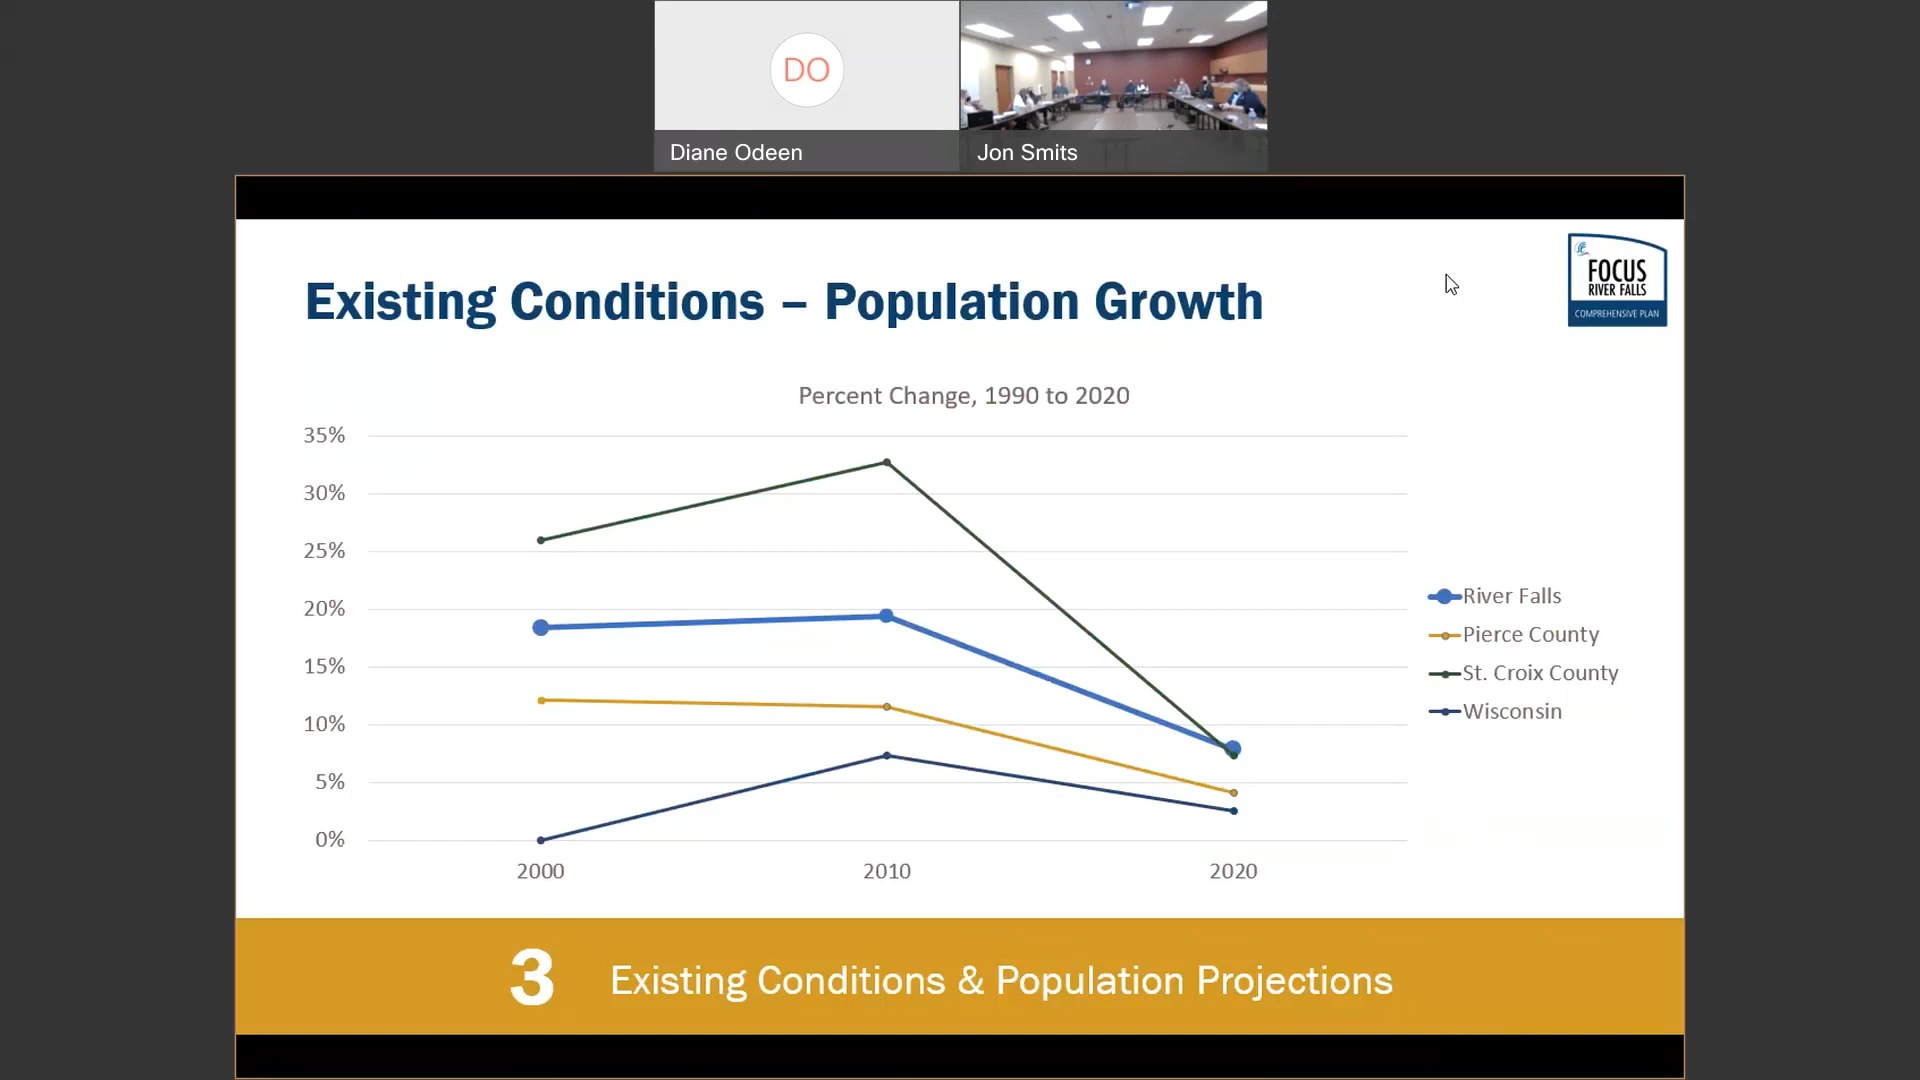 DO
Diane Odeen
Jon Smits
Existing Conditions – Population Growth
FOCUS
RIVER FALLS
COMPREHENSIVE PLAN
Percent Change, 1990 to 2020
35%
30%
25%
20%
15%
10%
5%
0%
2000 2010 2020
River Falls
Pierce County
St. Croix County
Wisconsin
3 Existing Conditions & Population Projections